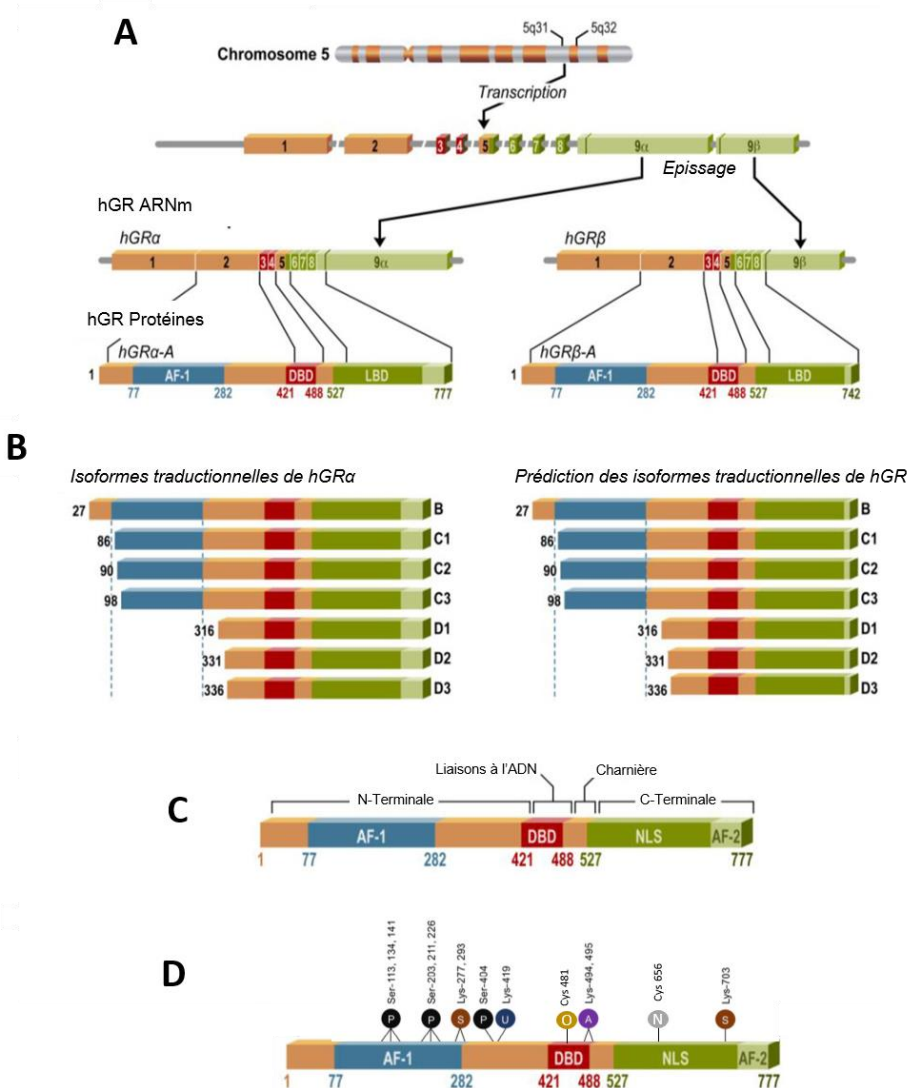 A
5q31 5q32
Chromosome 5
Transcription
1 2 3 4 5 6 7 8 9α 9β
Epissage
hGR ARNm
hGRα hGRβ
1 2 3 4 5 6 7 8 9α 1 2 3 4 5 6 7 8 9β
hGR Protéines
hGRα-A hGRβ-A
1 AF-1 DBD LBD 1 AF-1 DBD LBD
77 282 421 488 527 777 77 282 421 488 527 742
B
Isoformes traductionnelles de hGRα Prédiction des isoformes traductionnelles de hGR
27 B 27 B
86 C1 86 C1
90 C2 90 C2
98 C3 98 C3
316 D1 316 D1
331 D2 331 D2
336 D3 336 D3
Liaisons à l'ADN Charnière
C
N-Terminale C-Terminale
AF-1 DBD NLS AF-2
1 77 282 421 488 527 777
D
Ser-113, 134, 141 Ser-203, 211, 226 Lys-277, 293 Ser-404 Lys-419 Cys 481 Lys-494, 495 Cys 656 Lys-703
P P S P U O A N S
AF-1 DBD NLS AF-2
1 77 282 421 488 527 777